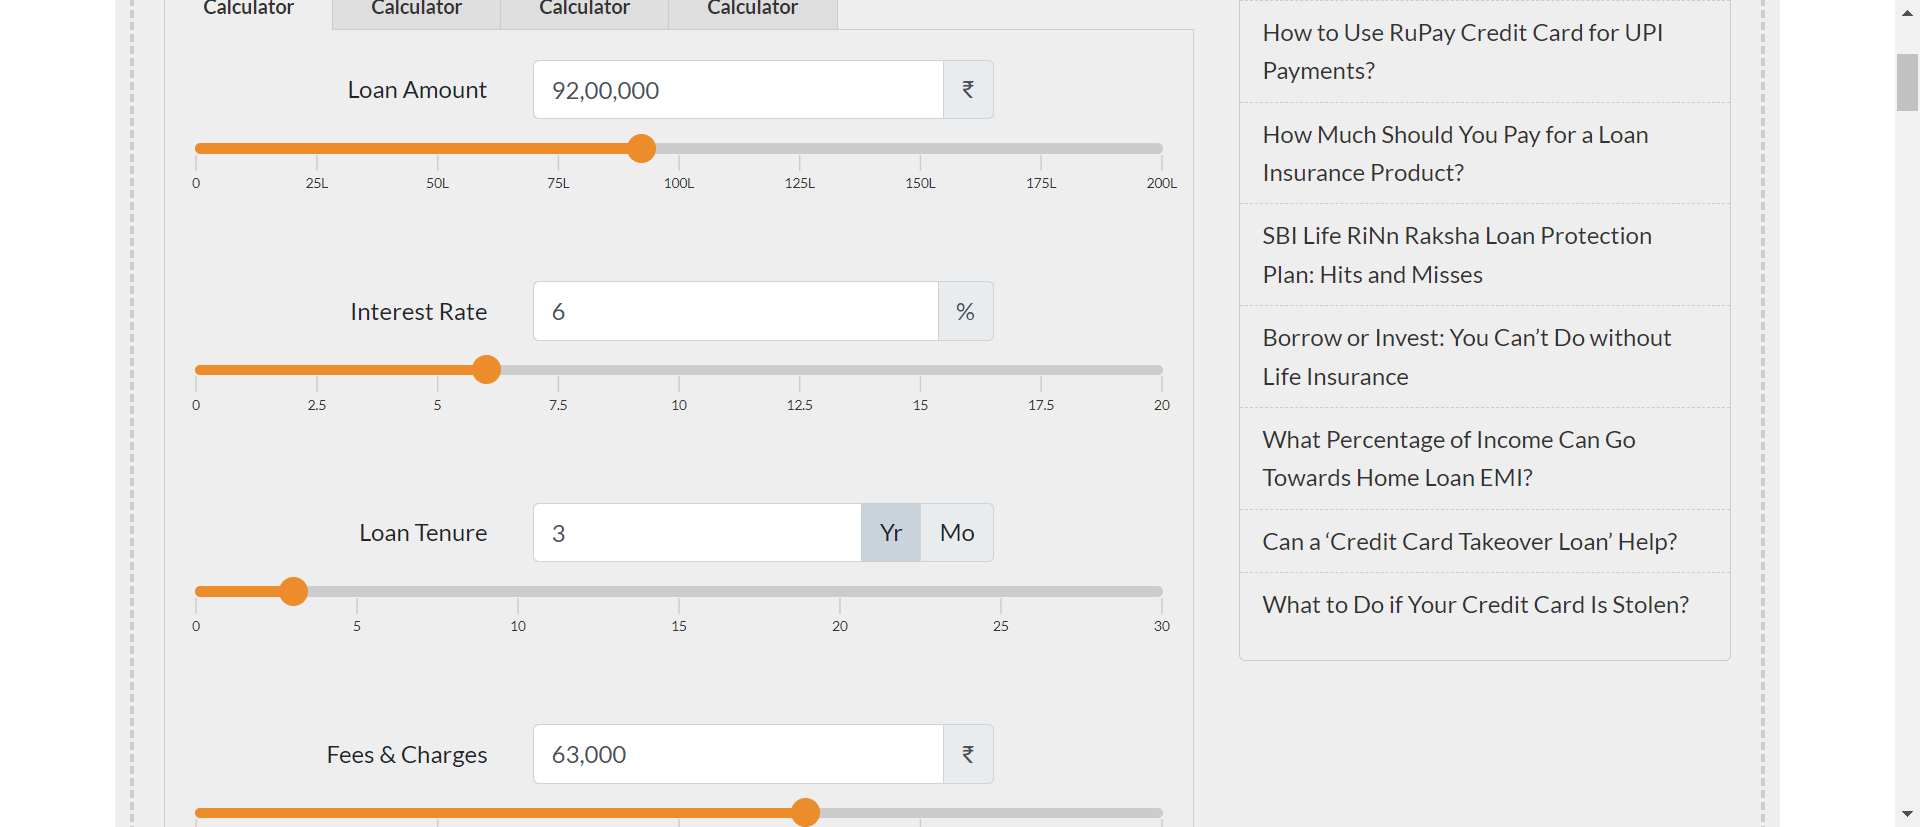 Calculator Calculator Calculator Calculator
Loan Amount 92,00,000 ₹
0 25L 50L 75L 100L 125L 150L 175L 200L
Interest Rate 6 %
0 2.5 5 7.5 10 12.5 15 17.5 20
Loan Tenure 3 Yr Mo
0 5 10 15 20 25 30
Fees & Charges 63,000 ₹
How to Use RuPay Credit Card for UPI
Payments?
How Much Should You Pay for a Loan
Insurance Product?
SBI Life RiNn Raksha Loan Protection
Plan: Hits and Misses
Borrow or Invest: You Can’t Do without
Life Insurance
What Percentage of Income Can Go
Towards Home Loan EMI?
Can a ‘Credit Card Takeover Loan’ Help?
What to Do if Your Credit Card Is Stolen?